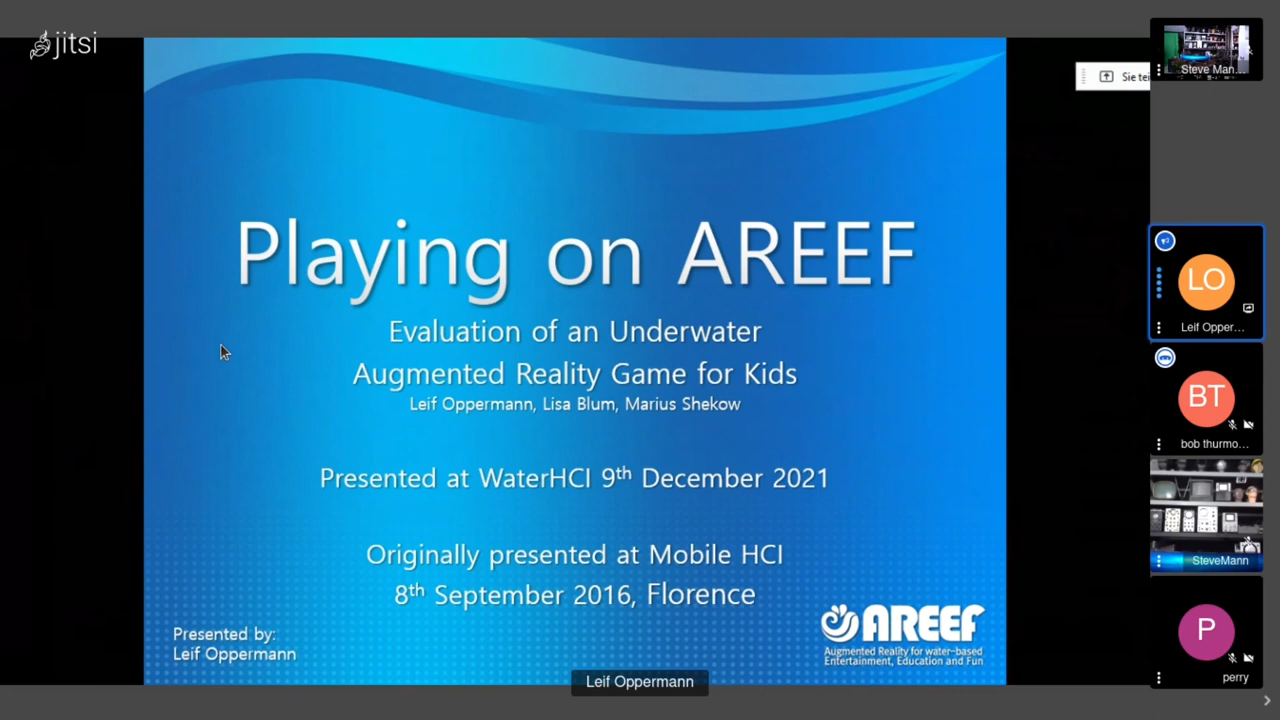 jitsi
Steve Man...
Sie tei
Playing on AREEF
Evaluation of an Underwater
Augmented Reality Game for Kids
Leif Oppermann, Lisa Blum, Marius Shekow
Presented at WaterHCI 9th December 2021
Originally presented at Mobile HCI
8th September 2016, Florence
Presented by:
Leif Oppermann
AREEF
Augmented Reality for water-based
Entertainment, Education and Fun
Leif Oppermann
LO
Leif Opper...
BT
bob thurmo...
SteveMann
P
perry